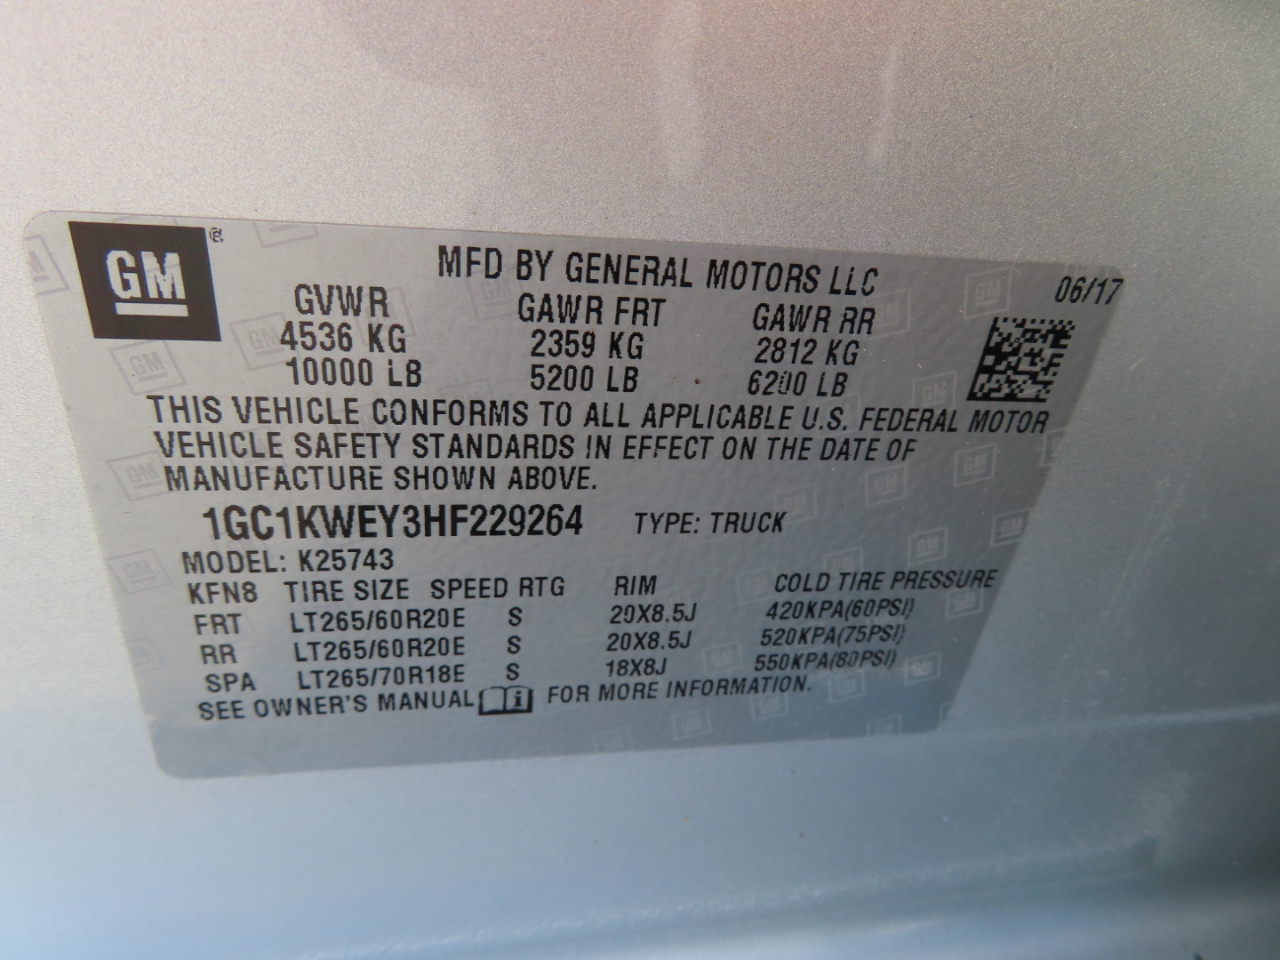 GM ®
MFD BY GENERAL MOTORS LLC 06/17
GVWR GAWR FRT GAWR RR
4536 KG 2359 KG 2812 KG
10000 LB 5200 LB 6200 LB
THIS VEHICLE CONFORMS TO ALL APPLICABLE U.S. FEDERAL MOTOR
VEHICLE SAFETY STANDARDS IN EFFECT ON THE DATE OF
MANUFACTURE SHOWN ABOVE.
1GC1KWEY3HF229264 TYPE: TRUCK
MODEL: K25743
KFN8 TIRE SIZE SPEED RTG RIM COLD TIRE PRESSURE
FRT LT265/60R20E S 20X8.5J 420KPA(60PSI)
RR LT265/60R20E S 20X8.5J 520KPA(75PSI)
SPA LT265/70R18E S 18X8J 550KPA(80PSI)
SEE OWNER'S MANUAL i FOR MORE INFORMATION.